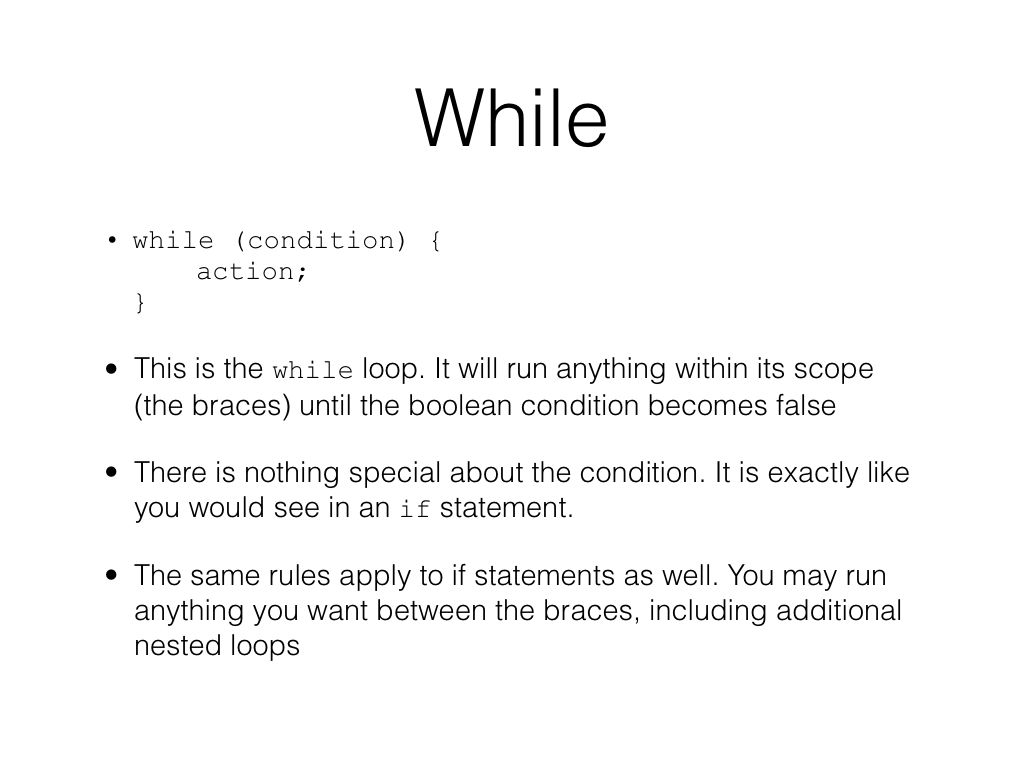 While
• while (condition) {
action;
}
• This is the while loop. It will run anything within its scope
(the braces) until the boolean condition becomes false
• There is nothing special about the condition. It is exactly like
you would see in an if statement.
• The same rules apply to if statements as well. You may run
anything you want between the braces, including additional
nested loops